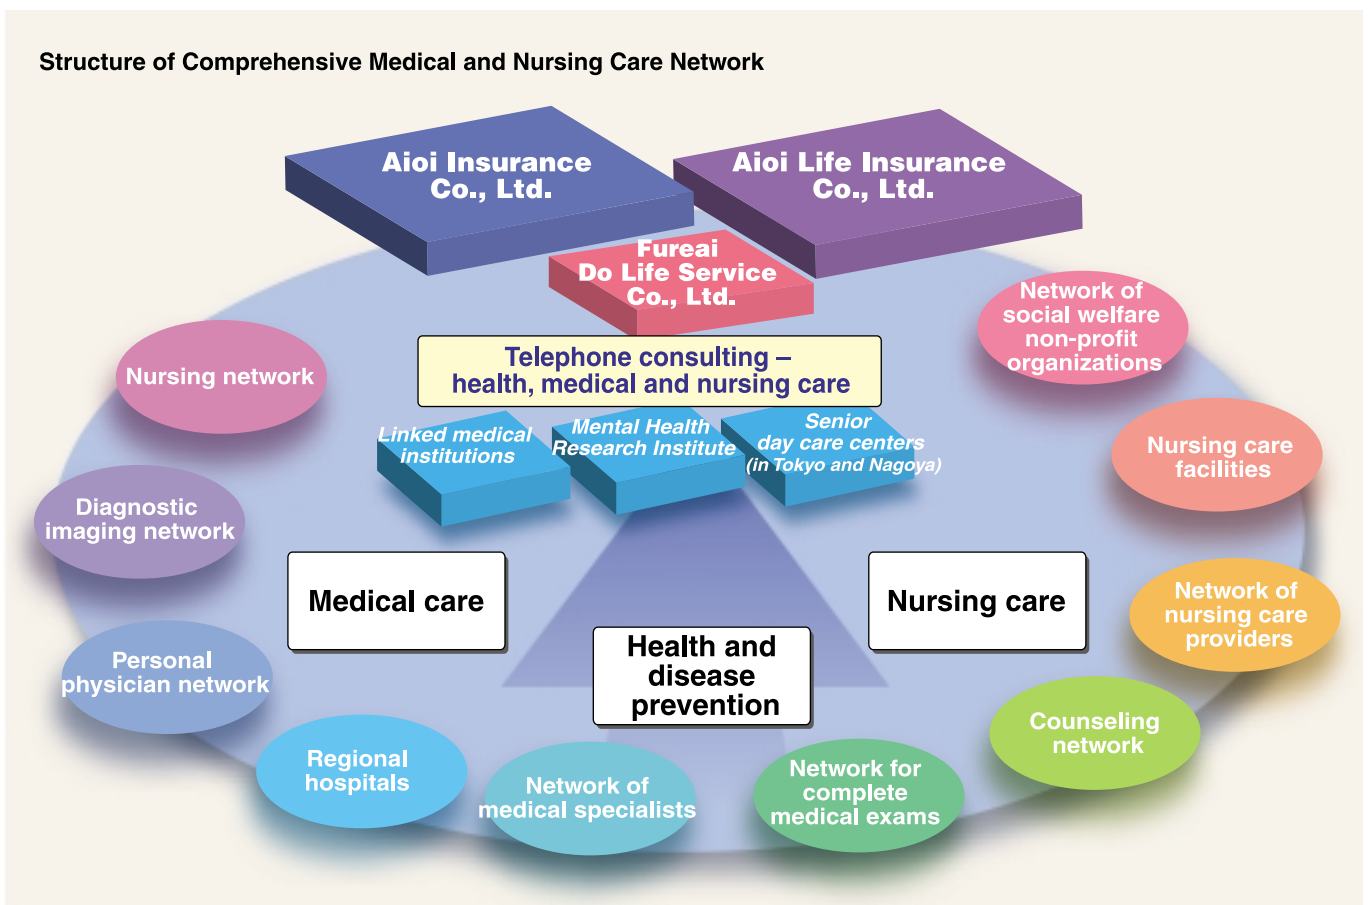 Structure of Comprehensive Medical and Nursing Care Network
Aioi Insurance
Co., Ltd.
Aioi Life Insurance
Co., Ltd.
Fureai
Do Life Service
Co., Ltd.
Telephone consulting –
health, medical and nursing care
Linked medical
institutions
Mental Health
Research Institute
Senior
day care centers
(in Tokyo and Nagoya)
Nursing network
Diagnostic
imaging network
Personal
physician network
Regional
hospitals
Network of
medical specialists
Network for
complete
medical exams
Counseling
network
Network of
nursing care
providers
Nursing care
facilities
Network of
social welfare
non-profit
organizations
Medical care
Health and
disease
prevention
Nursing care